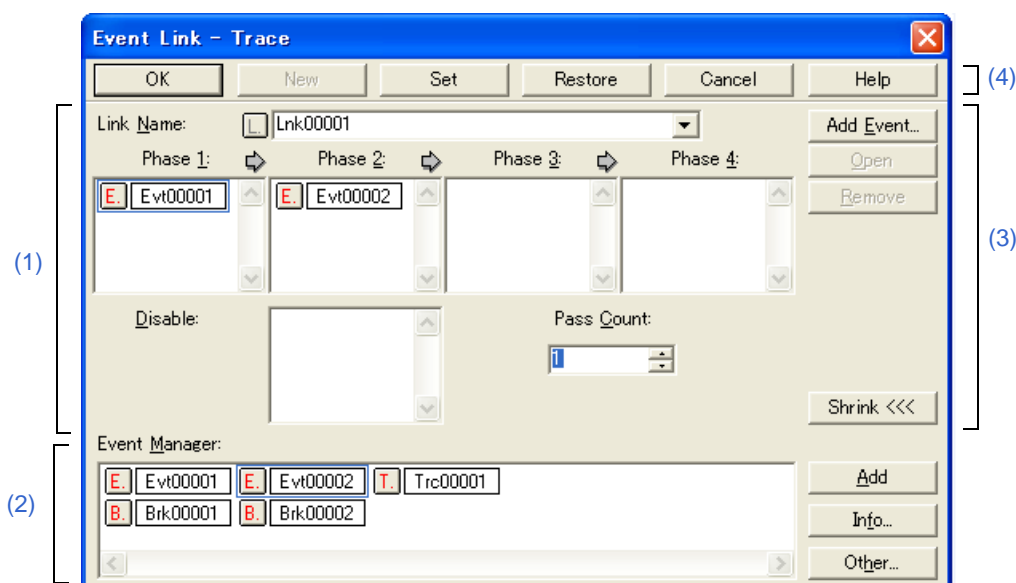 Event Link - Trace
OK New Set Restore Cancel Help
(4)
Link Name: L. Lnk00001 Add Event...
Phase 1: Phase 2: Phase 3: Phase 4: Open
E. Evt00001 E. Evt00002 Remove
(3)
(1)
Disable: Pass Count:
1
Shrink <<<
Event Manager:
E. Evt00001 E. Evt00002 T. Trc00001 Add
(2)
B. Brk00001 B. Brk00002 Info...
Other...